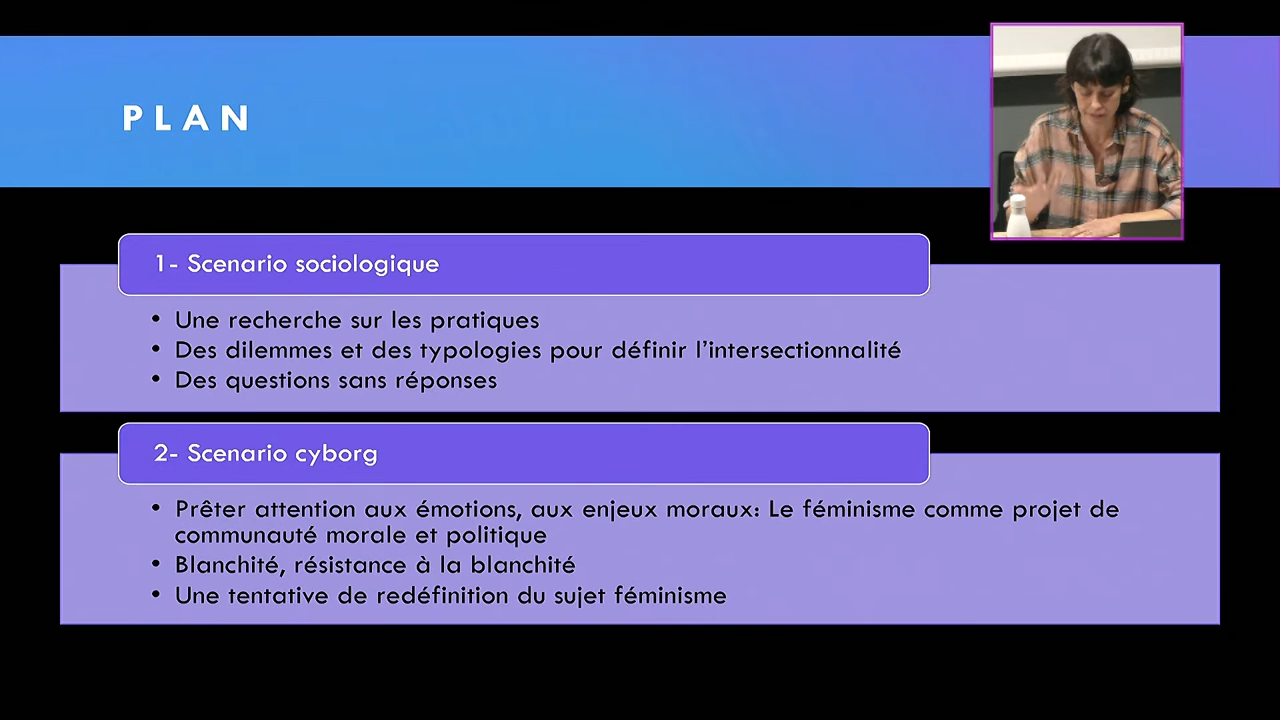 PLAN
1- Scenario sociologique
• Une recherche sur les pratiques
• Des dilemmes et des typologies pour définir l’intersectionnalité
• Des questions sans réponses
2- Scenario cyborg
• Prêter attention aux émotions, aux enjeux moraux: Le féminisme comme projet de
communauté morale et politique
• Blanchité, résistance à la blanchité
• Une tentative de redéfinition du sujet féminisme